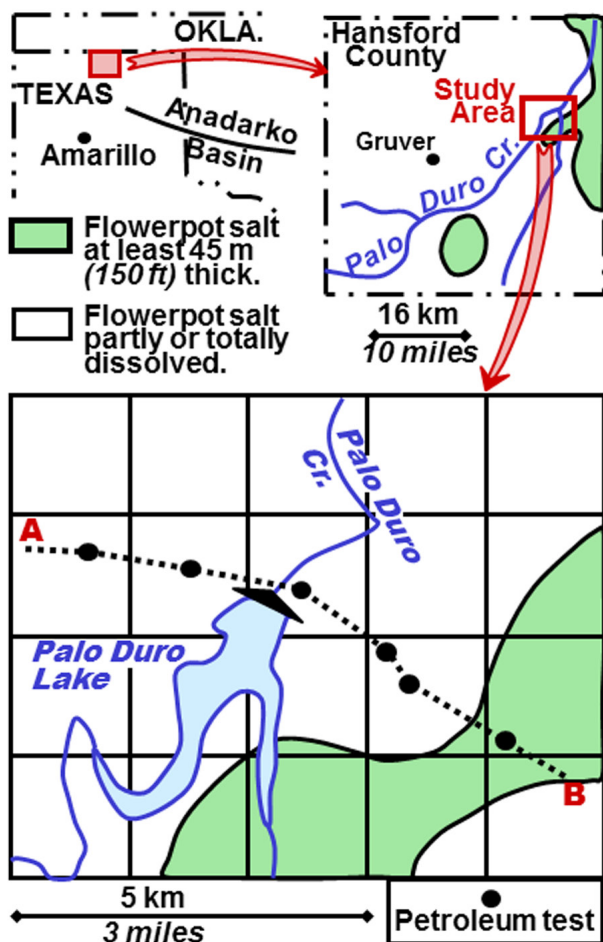 OKLA.
TEXAS
Anadarko
Basin
Amarillo
Hansford
County
Study
Area
Gruver
Palo Duro Cr.
Flowerpot salt
at least 45 m
(150 ft) thick.
Flowerpot salt
partly or totally
dissolved.
16 km
10 miles
Palo Duro
Cr.
A
Palo Duro
Lake
B
5 km
3 miles
Petroleum test